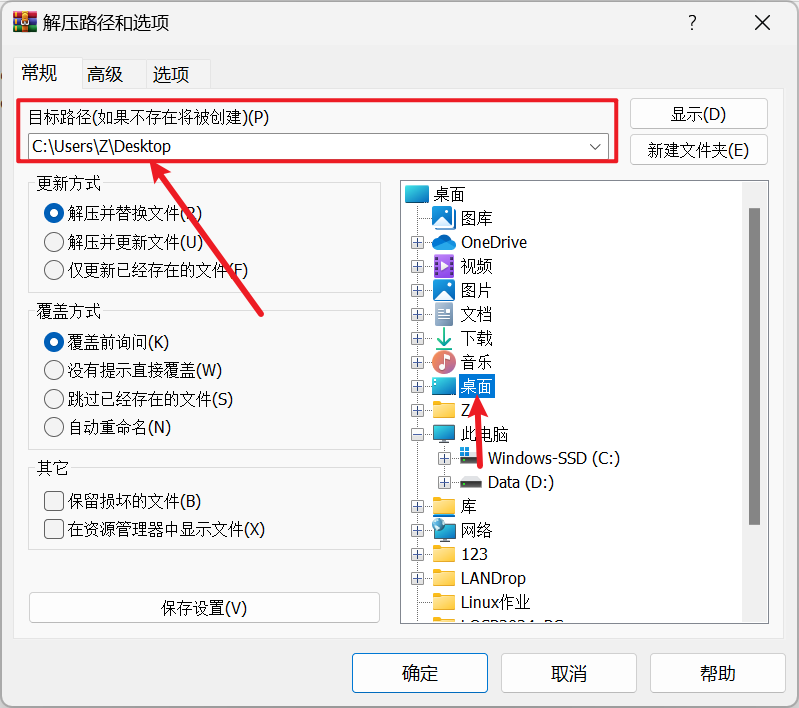 解压路径和选项
?
常规
高级
选项
目标路径(如果不存在将被创建)(P)
C:\Users\Z\Desktop
显示(D)
新建文件夹(E)
更新方式
解压并替换文件(R)
解压并更新文件(U)
仅更新已经存在的文件(F)
覆盖方式
覆盖前询问(K)
没有提示直接覆盖(W)
跳过已经存在的文件(S)
自动重命名(N)
其它
保留损坏的文件(B)
在资源管理器中显示文件(X)
保存设置(V)
桌面
图库
OneDrive
视频
图片
文档
下载
音乐
桌面
Z
此电脑
Windows-SSD (C:)
Data (D:)
库
网络
123
LANDrop
Linux作业
确定
取消
帮助